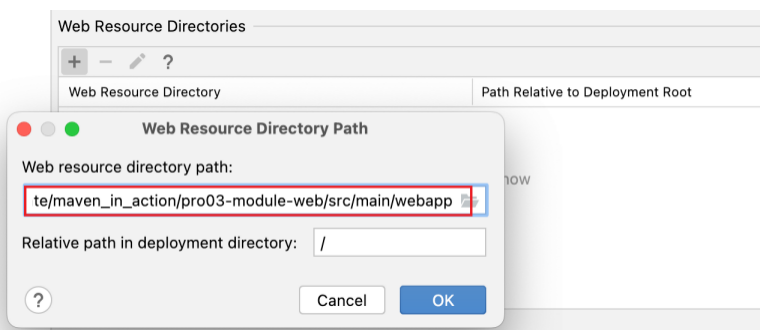 Web Resource Directories
+ − ?
Web Resource Directory Path Relative to Deployment Root
Web Resource Directory Path
Web resource directory path:
te/maven_in_action/pro03-module-web/src/main/webapp
Relative path in deployment directory: /
? Cancel OK